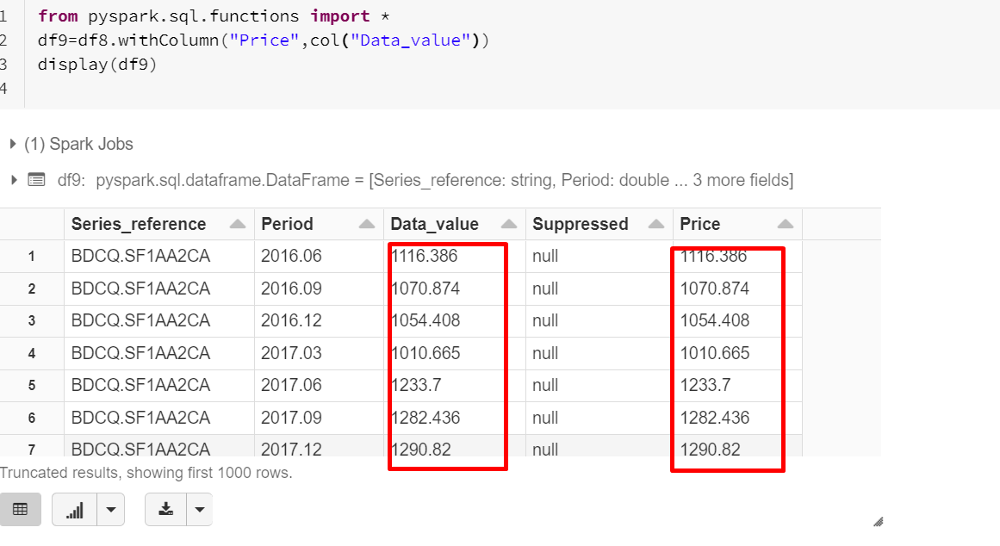 1 from pyspark.sql.functions import *
2 df9=df8.withColumn("Price",col("Data_value"))
3 display(df9)
4
(1) Spark Jobs
df9: pyspark.sql.dataframe.DataFrame = [Series_reference: string, Period: double ... 3 more fields]
Series_reference Period Data_value Suppressed Price
1 BDCQ.SF1AA2CA 2016.06 1116.386 null 1116.386
2 BDCQ.SF1AA2CA 2016.09 1070.874 null 1070.874
3 BDCQ.SF1AA2CA 2016.12 1054.408 null 1054.408
4 BDCQ.SF1AA2CA 2017.03 1010.665 null 1010.665
5 BDCQ.SF1AA2CA 2017.06 1233.7 null 1233.7
6 BDCQ.SF1AA2CA 2017.09 1282.436 null 1282.436
7 BDCQ.SF1AA2CA 2017.12 1290.82 null 1290.82
Truncated results, showing first 1000 rows.